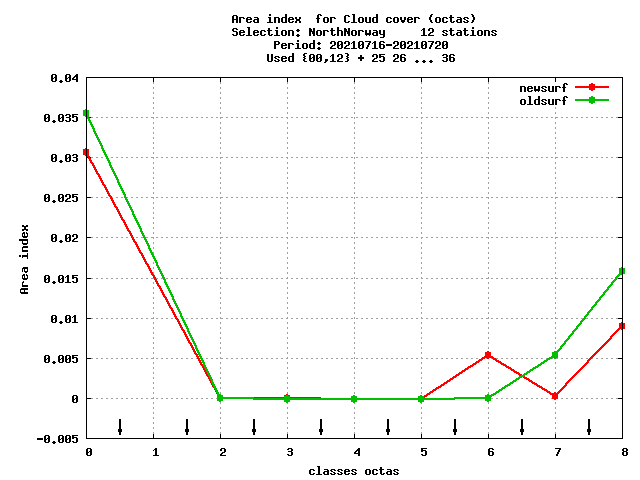 Area index  for Cloud cover (octas)
Selection: NorthNorway     12 stations
Period: 20210716-20210720
Used {00,12} + 25 26 ... 36
newsurf
oldsurf
0.04
0.035
0.03
0.025
0.02
0.015
0.01
0.005
0
-0.005
Area index
0 1 2 3 4 5 6 7 8
classes octas